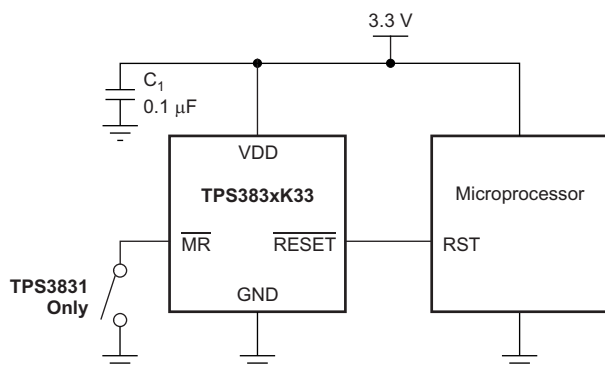 3.3 V
C₁
0.1 μF
VDD
TPS383xK33
Microprocessor
MR
RESET
RST
TPS3831
Only
GND